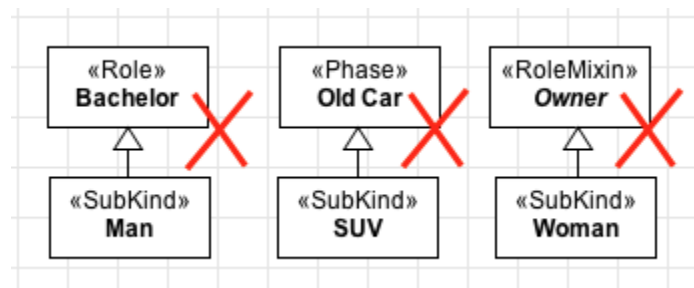 «Role»
Bachelor
«Phase»
Old Car
«RoleMixin»
Owner
«SubKind»
Man
«SubKind»
SUV
«SubKind»
Woman